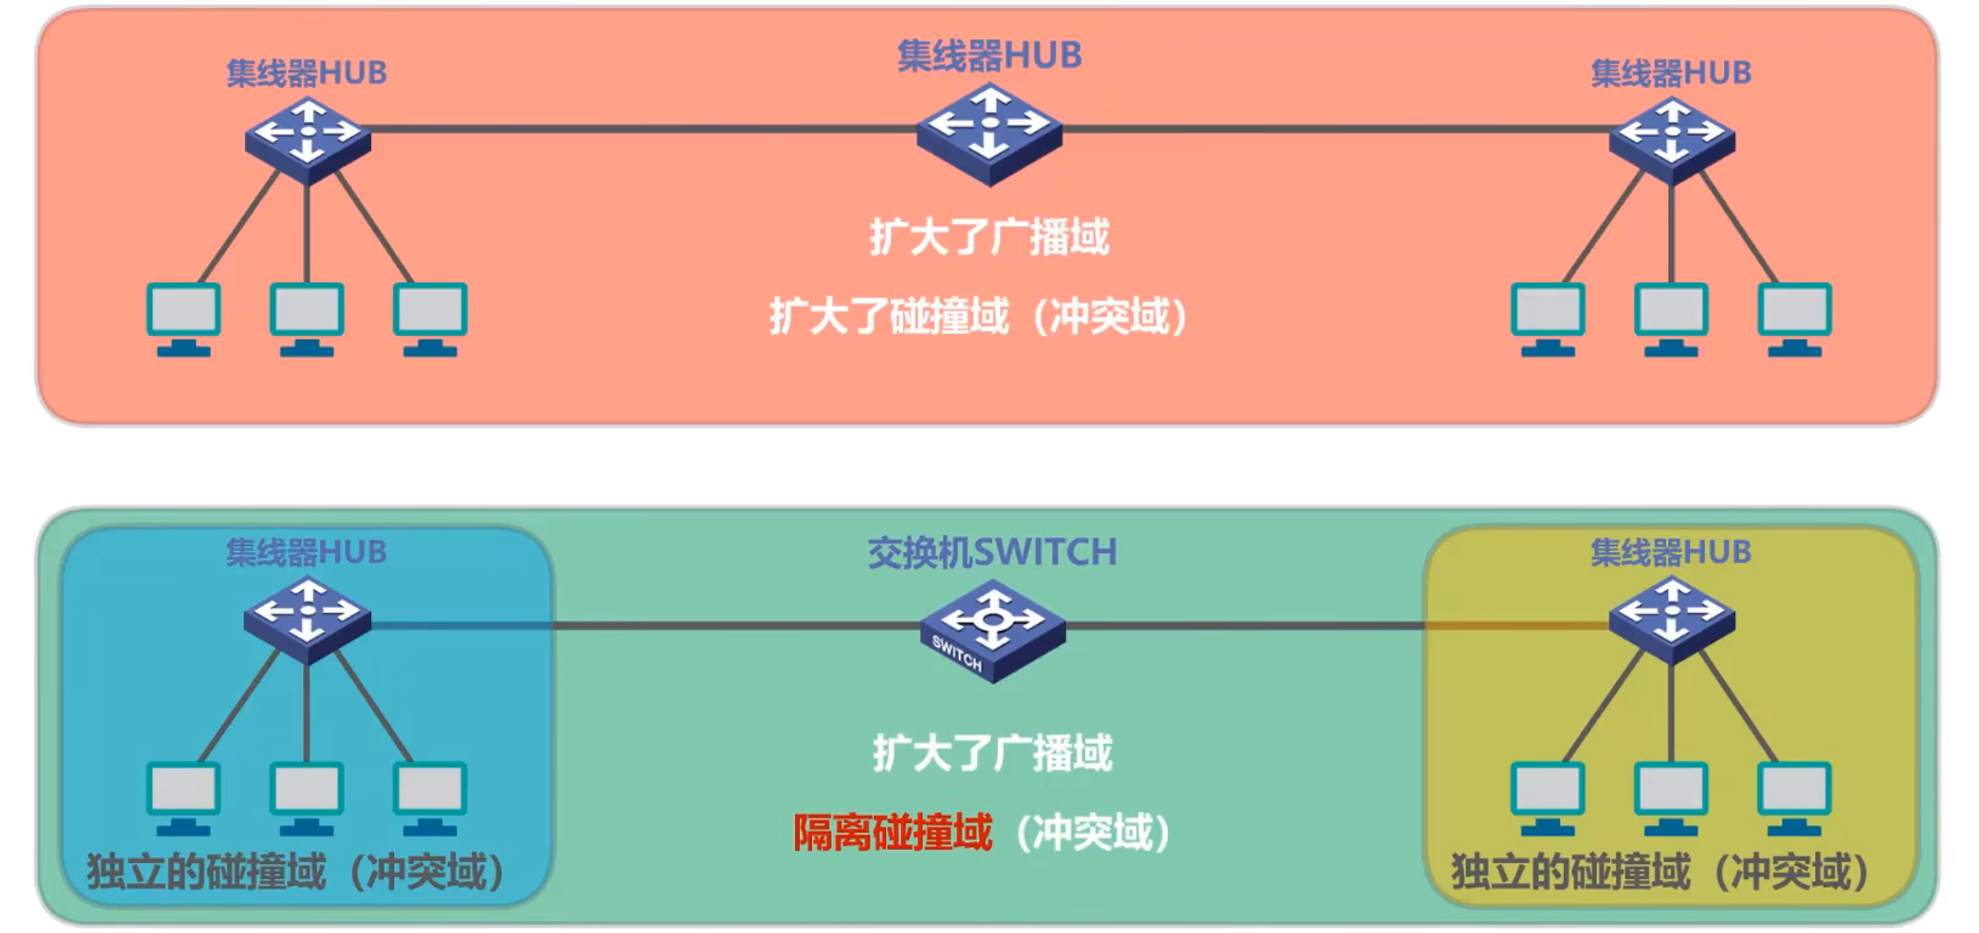 集线器HUB
集线器HUB
集线器HUB
扩大了广播域
扩大了碰撞域（冲突域）
集线器HUB
交换机SWITCH
集线器HUB
SWITCH
扩大了广播域
隔离碰撞域（冲突域）
独立的碰撞域（冲突域）
独立的碰撞域（冲突域）